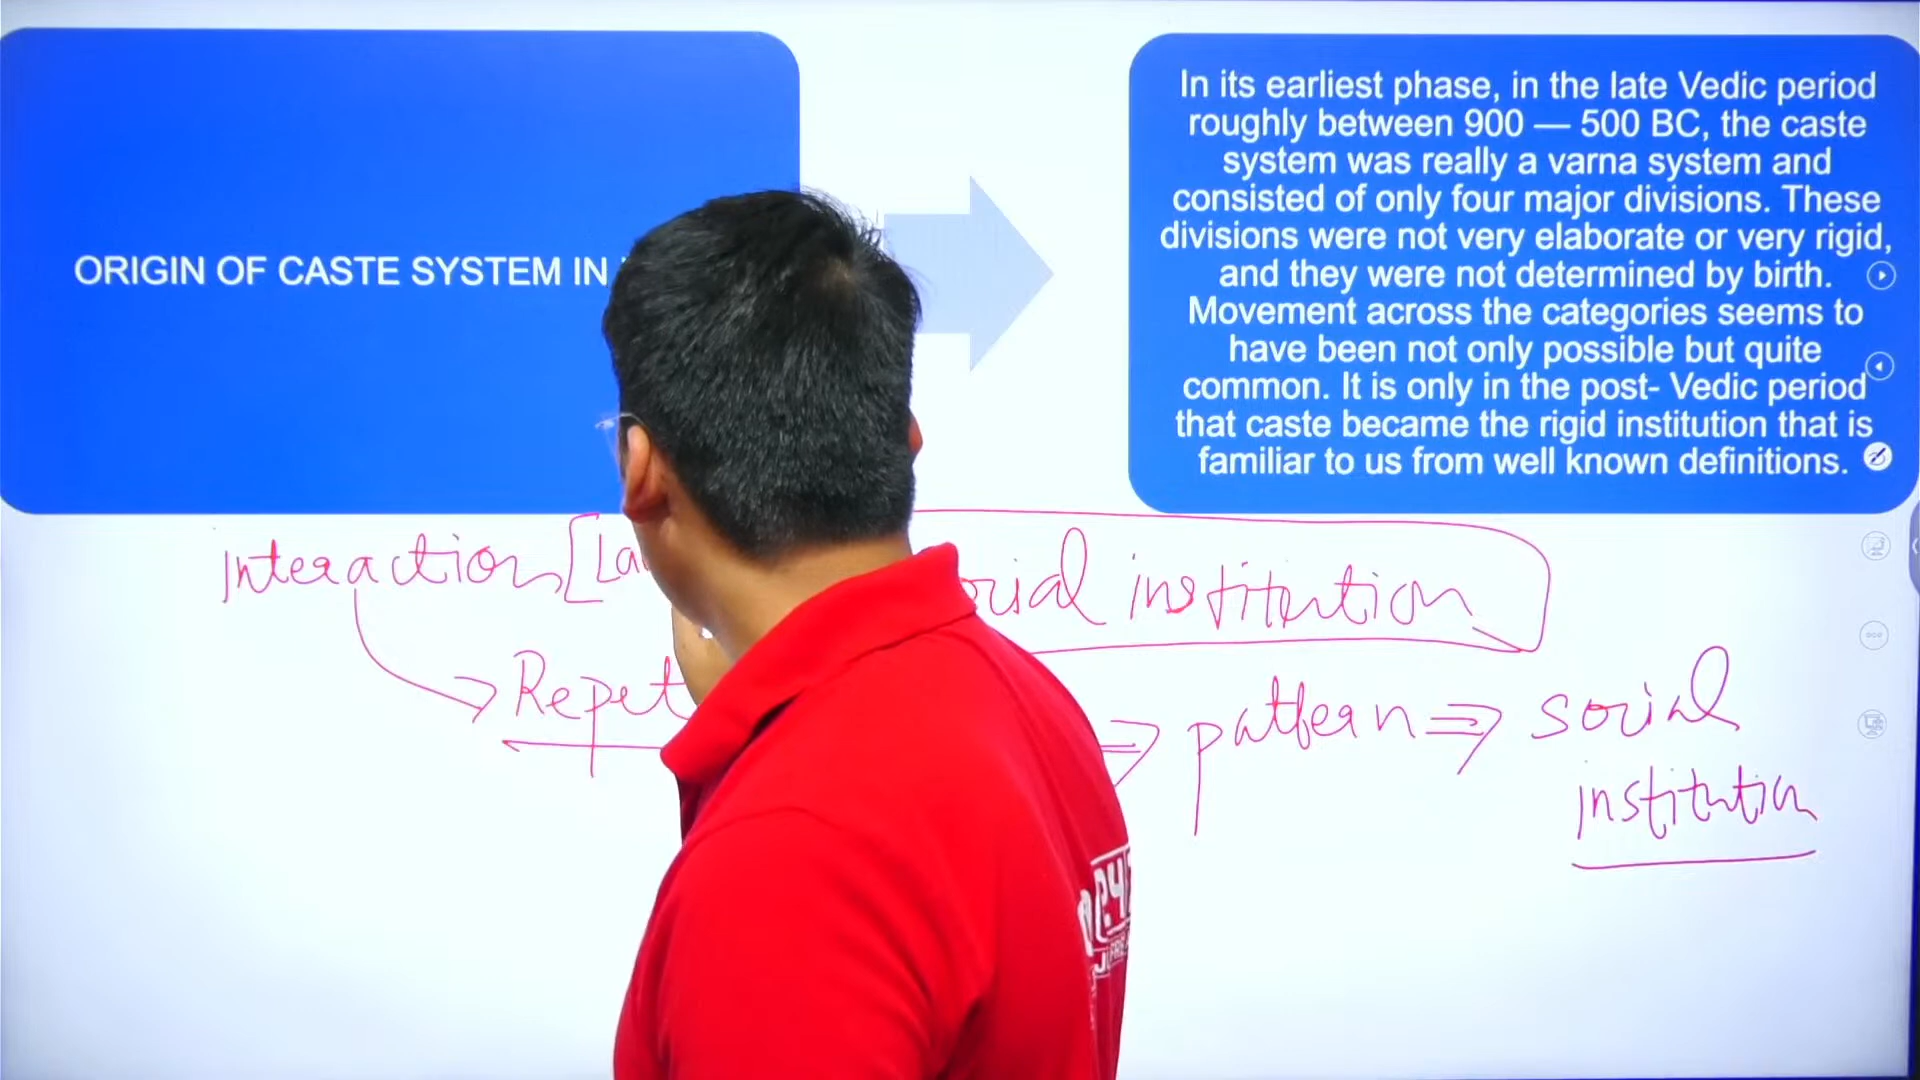 ORIGIN OF CASTE SYSTEM IN
In its earliest phase, in the late Vedic period
roughly between 900 — 500 BC, the caste
system was really a varna system and
consisted of only four major divisions. These
divisions were not very elaborate or very rigid,
and they were not determined by birth.
Movement across the categories seems to
have been not only possible but quite
common. It is only in the post- Vedic period
that caste became the rigid institution that is
familiar to us from well known definitions.
Interaction [ institution
pattern ⇒ social
institution